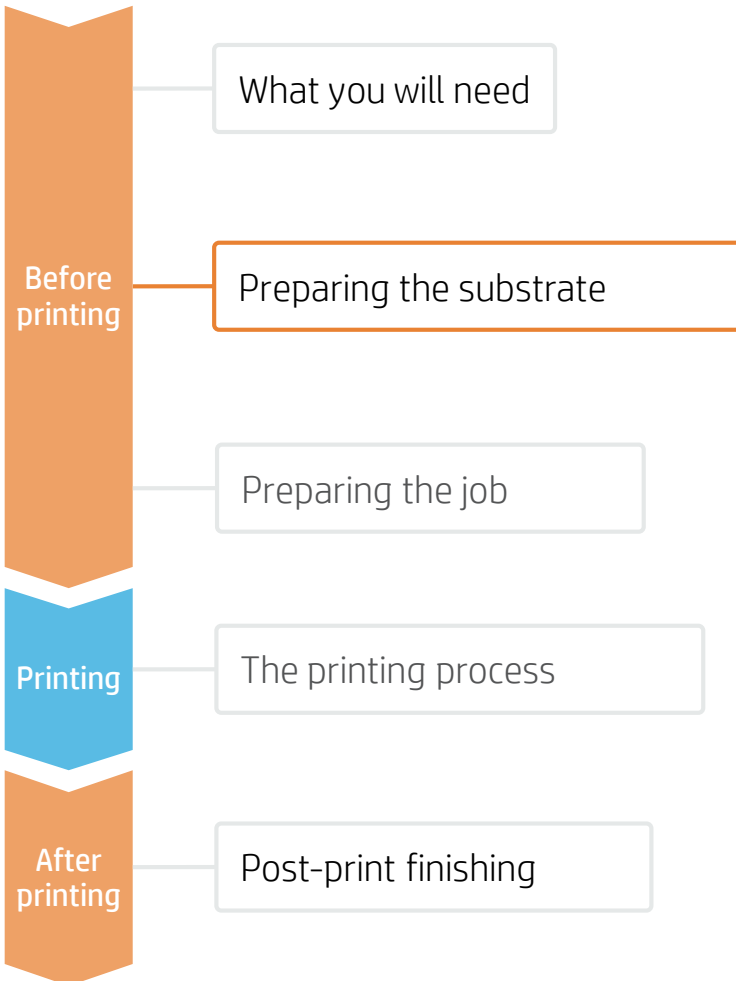 What you will need
Before
printing
Preparing the substrate
Preparing the job
Printing
The printing process
After
printing
Post-print finishing